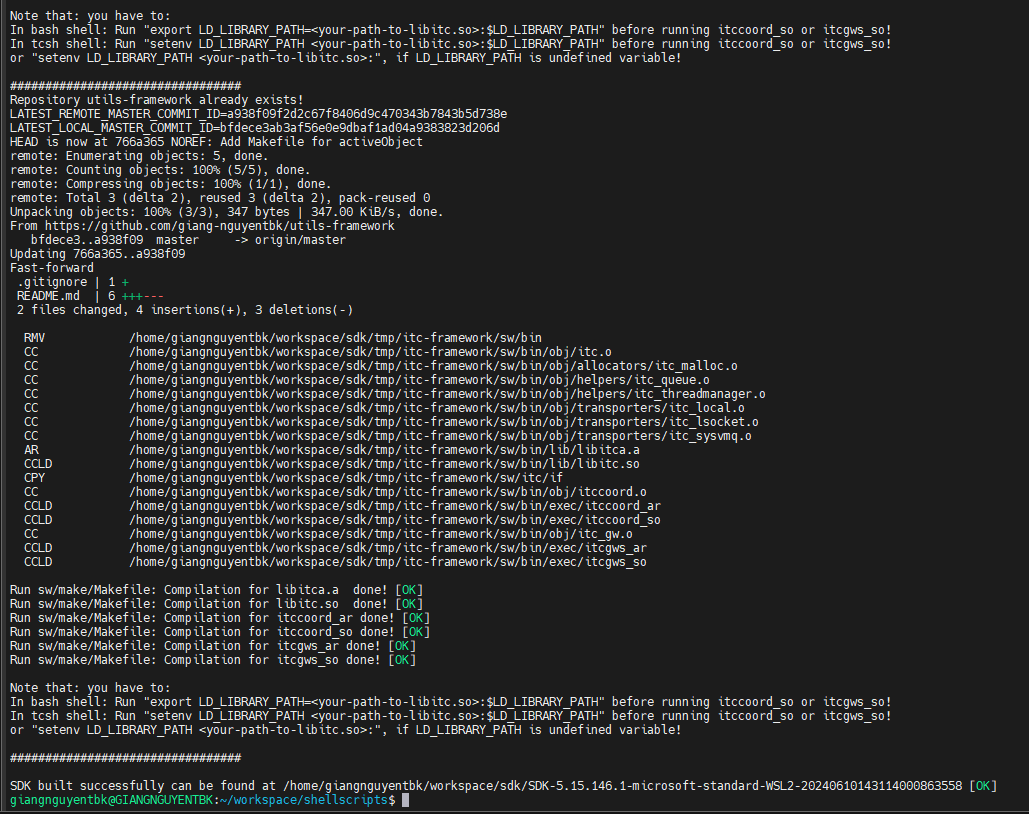 Note that: you have to:
In bash shell: Run "export LD_LIBRARY_PATH=<your-path-to-libitc.so>:$LD_LIBRARY_PATH" before running itccoord_so or itcgws_so!
In tcsh shell: Run "setenv LD_LIBRARY_PATH <your-path-to-libitc.so>:$LD_LIBRARY_PATH" before running itccoord_so or itcgws_so!
or "setenv LD_LIBRARY_PATH <your-path-to-libitc.so>:", if LD_LIBRARY_PATH is undefined variable!

#################################
Repository utils-framework already exists!
LATEST_REMOTE_MASTER_COMMIT_ID=a938f09f2d2c67f8406d9c470343b7843b5d738e
LATEST_LOCAL_MASTER_COMMIT_ID=bfdece3ab3af56e0e9dbaf1ad04a9383823d206d
HEAD is now at 766a365 NOREF: Add Makefile for activeObject
remote: Enumerating objects: 5, done.
remote: Counting objects: 100% (5/5), done.
remote: Compressing objects: 100% (1/1), done.
remote: Total 3 (delta 2), reused 3 (delta 2), pack-reused 0
Unpacking objects: 100% (3/3), 347 bytes | 347.00 KiB/s, done.
From https://github.com/giang-nguyentbk/utils-framework
   bfdece3..a938f09  master     -> origin/master
Updating 766a365..a938f09
Fast-forward
 .gitignore | 1 +
 README.md  | 6 +++---
 2 files changed, 4 insertions(+), 3 deletions(-)

  RMV            /home/giangnguyentbk/workspace/sdk/tmp/itc-framework/sw/bin
  CC             /home/giangnguyentbk/workspace/sdk/tmp/itc-framework/sw/bin/obj/itc.o
  CC             /home/giangnguyentbk/workspace/sdk/tmp/itc-framework/sw/bin/obj/allocators/itc_malloc.o
  CC             /home/giangnguyentbk/workspace/sdk/tmp/itc-framework/sw/bin/obj/helpers/itc_queue.o
  CC             /home/giangnguyentbk/workspace/sdk/tmp/itc-framework/sw/bin/obj/helpers/itc_threadmanager.o
  CC             /home/giangnguyentbk/workspace/sdk/tmp/itc-framework/sw/bin/obj/transporters/itc_local.o
  CC             /home/giangnguyentbk/workspace/sdk/tmp/itc-framework/sw/bin/obj/transporters/itc_lsocket.o
  CC             /home/giangnguyentbk/workspace/sdk/tmp/itc-framework/sw/bin/obj/transporters/itc_sysvmq.o
  AR             /home/giangnguyentbk/workspace/sdk/tmp/itc-framework/sw/bin/lib/libitca.a
  CCLD           /home/giangnguyentbk/workspace/sdk/tmp/itc-framework/sw/bin/lib/libitc.so
  CPY            /home/giangnguyentbk/workspace/sdk/tmp/itc-framework/sw/itc/if
  CC             /home/giangnguyentbk/workspace/sdk/tmp/itc-framework/sw/bin/obj/itccoord.o
  CCLD           /home/giangnguyentbk/workspace/sdk/tmp/itc-framework/sw/bin/exec/itccoord_ar
  CCLD           /home/giangnguyentbk/workspace/sdk/tmp/itc-framework/sw/bin/exec/itccoord_so
  CC             /home/giangnguyentbk/workspace/sdk/tmp/itc-framework/sw/bin/obj/itc_gw.o
  CCLD           /home/giangnguyentbk/workspace/sdk/tmp/itc-framework/sw/bin/exec/itcgws_ar
  CCLD           /home/giangnguyentbk/workspace/sdk/tmp/itc-framework/sw/bin/exec/itcgws_so

Run sw/make/Makefile: Compilation for libitca.a  done! [OK]
Run sw/make/Makefile: Compilation for libitc.so  done! [OK]
Run sw/make/Makefile: Compilation for itccoord_ar done! [OK]
Run sw/make/Makefile: Compilation for itccoord_so done! [OK]
Run sw/make/Makefile: Compilation for itcgws_ar done! [OK]
Run sw/make/Makefile: Compilation for itcgws_so done! [OK]

Note that: you have to:
In bash shell: Run "export LD_LIBRARY_PATH=<your-path-to-libitc.so>:$LD_LIBRARY_PATH" before running itccoord_so or itcgws_so!
In tcsh shell: Run "setenv LD_LIBRARY_PATH <your-path-to-libitc.so>:$LD_LIBRARY_PATH" before running itccoord_so or itcgws_so!
or "setenv LD_LIBRARY_PATH <your-path-to-libitc.so>:", if LD_LIBRARY_PATH is undefined variable!

#################################

SDK built successfully can be found at /home/giangnguyentbk/workspace/sdk/SDK-5.15.146.1-microsoft-standard-WSL2-20240610143114000863558 [OK]
giangnguyentbk@GIANGNGUYENTBK:~/workspace/shellscripts$